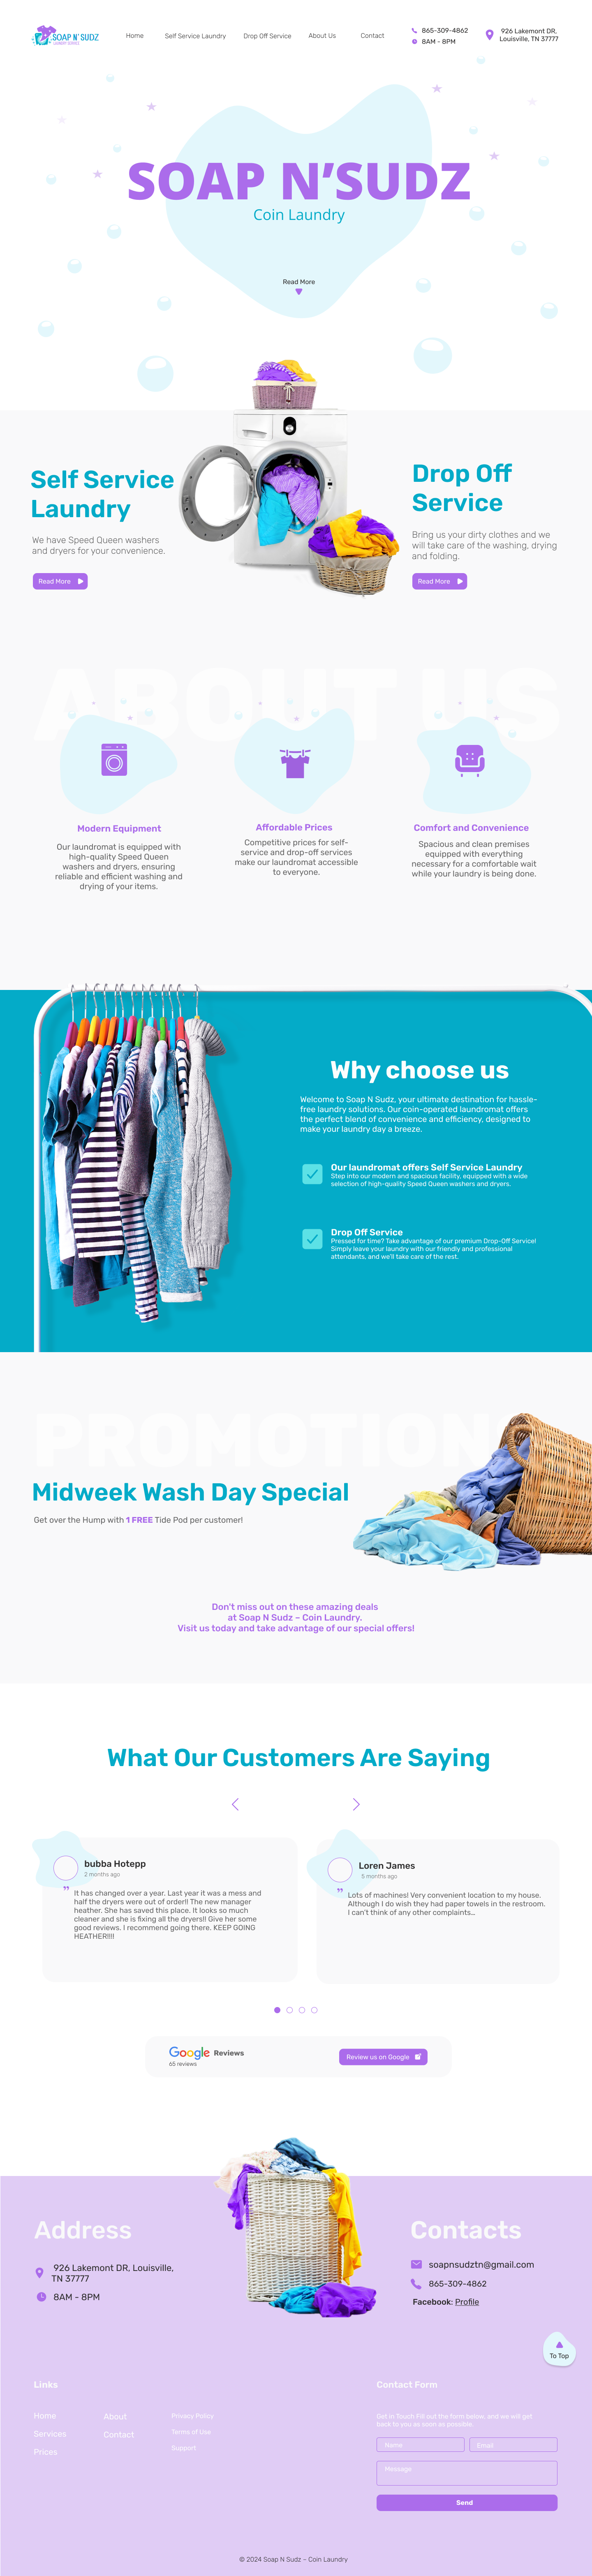 SOAP N' SUDZ
LAUNDRY SERVICE
Home
Self Service Laundry
Drop Off Service
About Us
Contact
865-309-4862
8AM - 8PM
926 Lakemont DR,
Louisville, TN 37777
SOAP N'SUDZ
Coin Laundry
Read More
Self Service
Laundry
We have Speed Queen washers
and dryers for your convenience.
Read More
Drop Off
Service
Bring us your dirty clothes and we
will take care of the washing, drying
and folding.
Read More
ABOUT US
Modern Equipment
Our laundromat is equipped with
high-quality Speed Queen
washers and dryers, ensuring
reliable and efficient washing and
drying of your items.
Affordable Prices
Competitive prices for self-
service and drop-off services
make our laundromat accessible
to everyone.
Comfort and Convenience
Spacious and clean premises
equipped with everything
necessary for a comfortable wait
while your laundry is being done.
Why choose us
Welcome to Soap N Sudz, your ultimate destination for hassle-
free laundry solutions. Our coin-operated laundromat offers
the perfect blend of convenience and efficiency, designed to
make your laundry day a breeze.
Our laundromat offers Self Service Laundry
Step into our modern and spacious facility, equipped with a wide
selection of high-quality Speed Queen washers and dryers.
Drop Off Service
Pressed for time? Take advantage of our premium Drop-Off Service!
Simply leave your laundry with our friendly and professional
attendants, and we'll take care of the rest.
PROMOTIONS
Midweek Wash Day Special
Get over the Hump with 1 FREE Tide Pod per customer!
Don't miss out on these amazing deals
at Soap N Sudz – Coin Laundry.
Visit us today and take advantage of our special offers!
What Our Customers Are Saying
bubba Hotepp
2 months ago
It has changed over a year. Last year it was a mess and
half the dryers were out of order!! The new manager
heather. She has saved this place. It looks so much
cleaner and she is fixing all the dryers!! Give her some
good reviews. I recommend going there. KEEP GOING
HEATHER!!!!
Loren James
5 months ago
Lots of machines! Very convenient location to my house.
Although I do wish they had paper towels in the restroom.
I can't think of any other complaints...
Google Reviews
65 reviews
Review us on Google
Address
926 Lakemont DR, Louisville,
TN 37777
8AM - 8PM
Contacts
soapnsudztn@gmail.com
865-309-4862
Facebook: Profile
To Top
Links
Home
Services
Prices
About
Contact
Privacy Policy
Terms of Use
Support
Contact Form
Get in Touch Fill out the form below, and we will get
back to you as soon as possible.
Name
Email
Message
Send
© 2024 Soap N Sudz – Coin Laundry